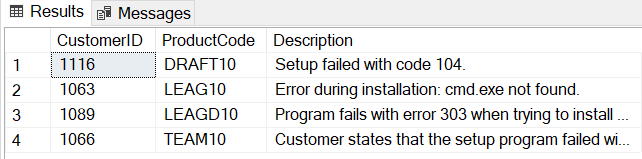 Results Messages
CustomerID ProductCode Description
1 1116 DRAFT10 Setup failed with code 104.
2 1063 LEAG10 Error during installation: cmd.exe not found.
3 1089 LEAGD10 Program fails with error 303 when trying to install ...
4 1066 TEAM10 Customer states that the setup program failed wi...